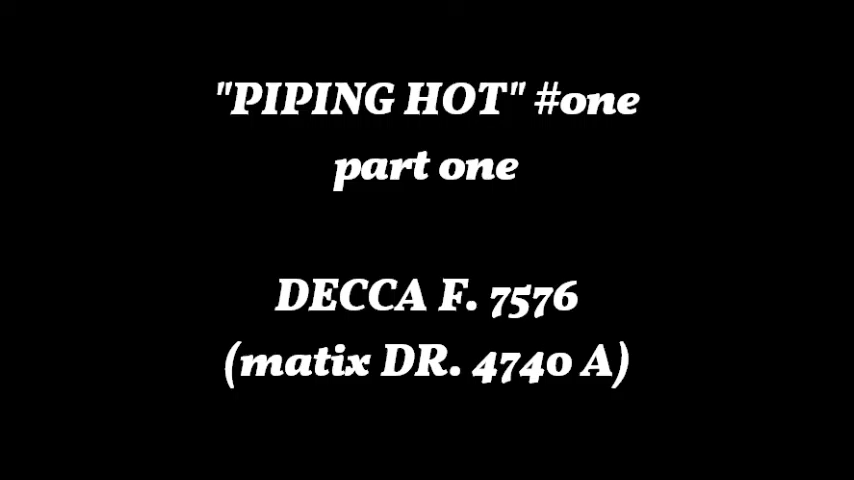 "PIPING HOT" #one
part one
DECCA F. 7576
(matix DR. 4740 A)